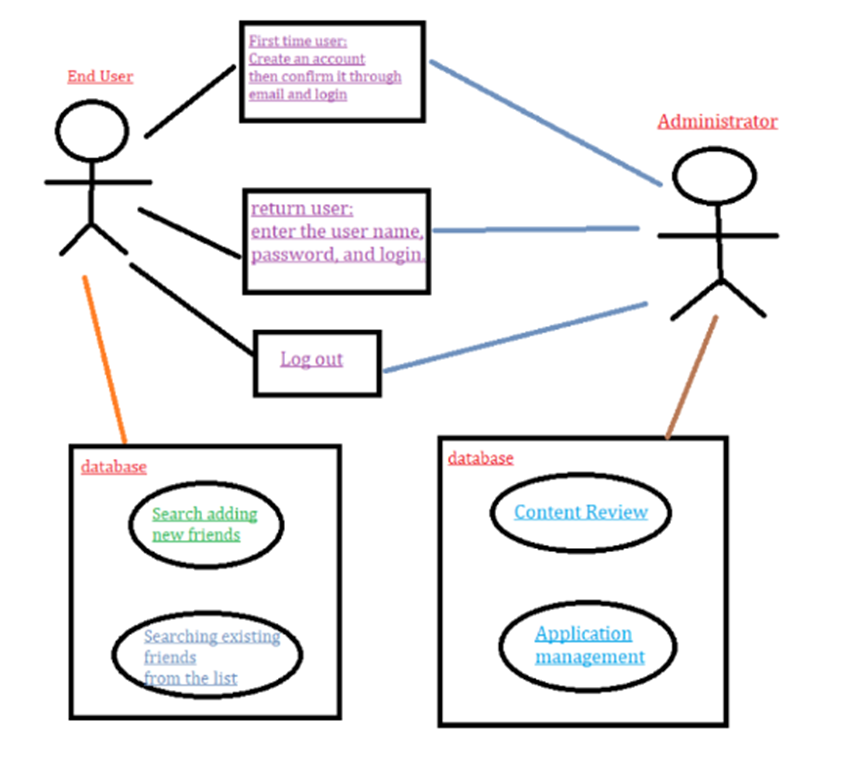 First time user:
Create an account
then confirm it through
email and login
End User
Administrator
return user:
enter the user name,
password, and login.
Log out
database
Search adding
new friends
Searching existing
friends
from the list
database
Content Review
Application
management